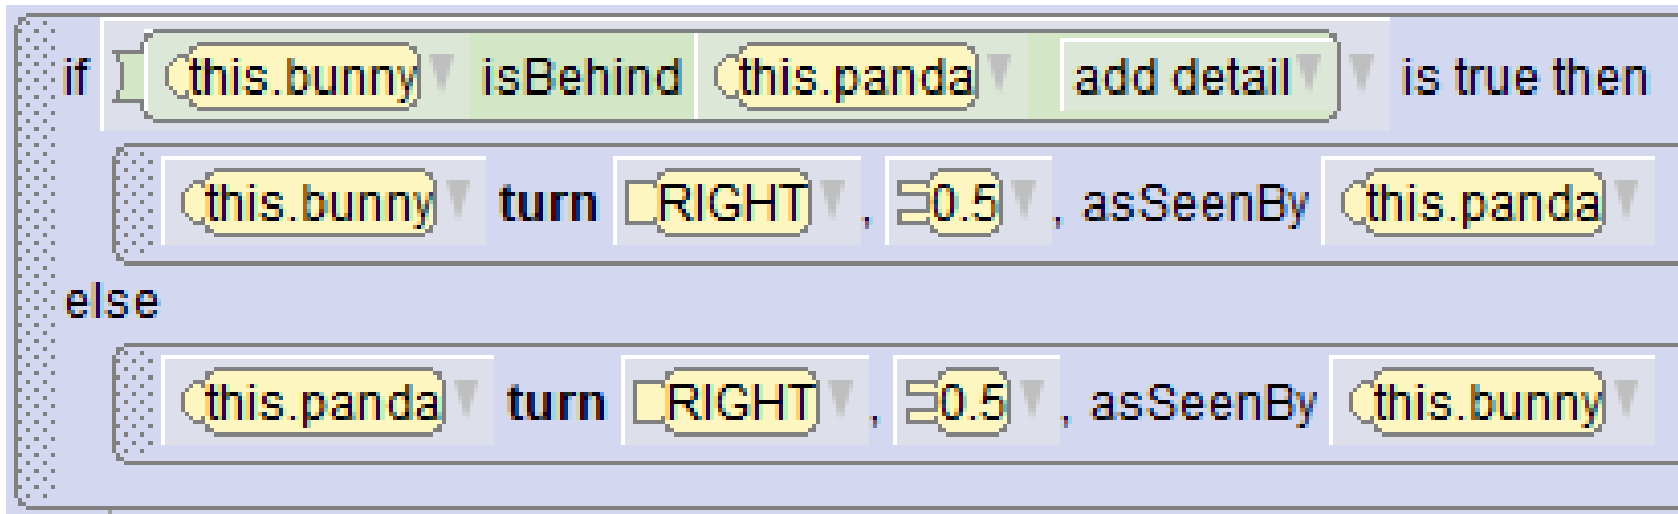 if this.bunny isBehind this.panda add detail is true then
this.bunny turn RIGHT , 0.5 , asSeenBy this.panda
else
this.panda turn RIGHT , 0.5 , asSeenBy this.bunny